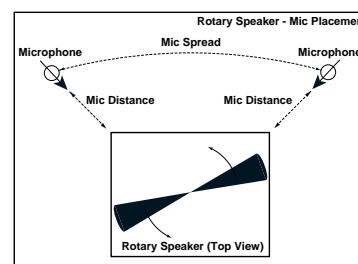 Rotary Speaker - Mic Placemen
Mic Spread
Microphone
Microphone
Mic Distance
Mic Distance
Rotary Speaker (Top View)